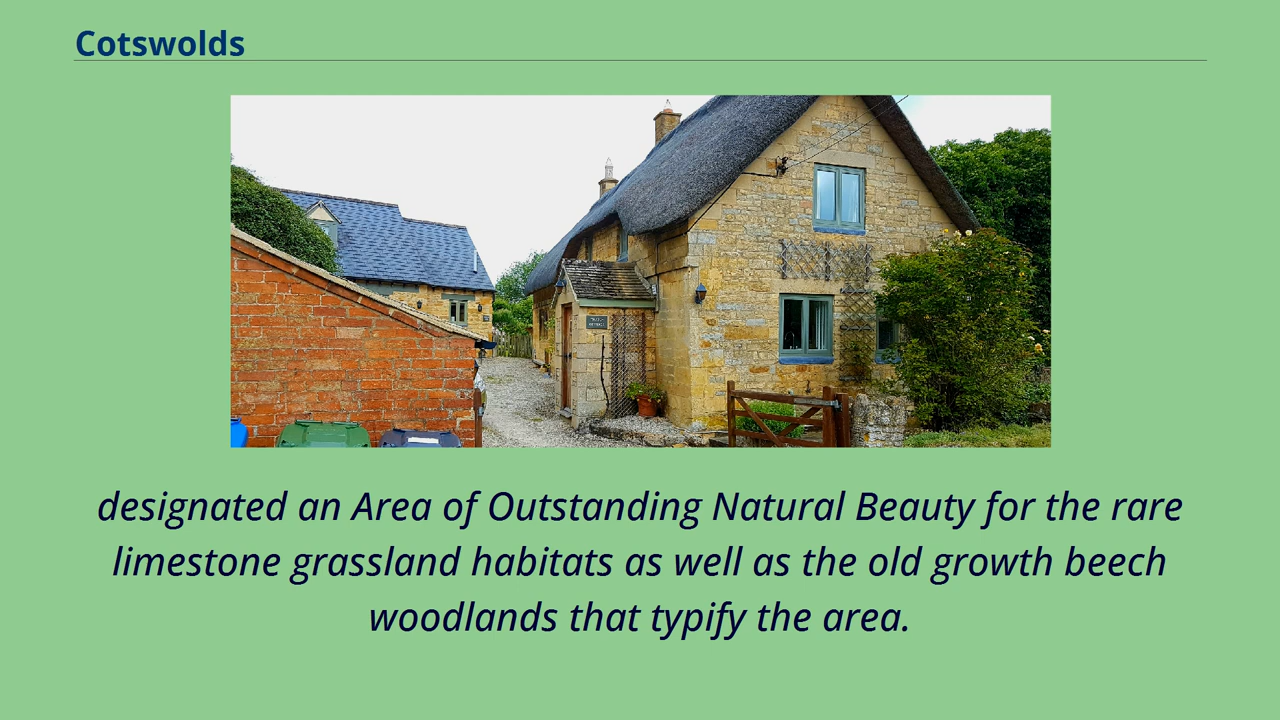 Cotswolds
designated an Area of Outstanding Natural Beauty for the rare
limestone grassland habitats as well as the old growth beech
woodlands that typify the area.